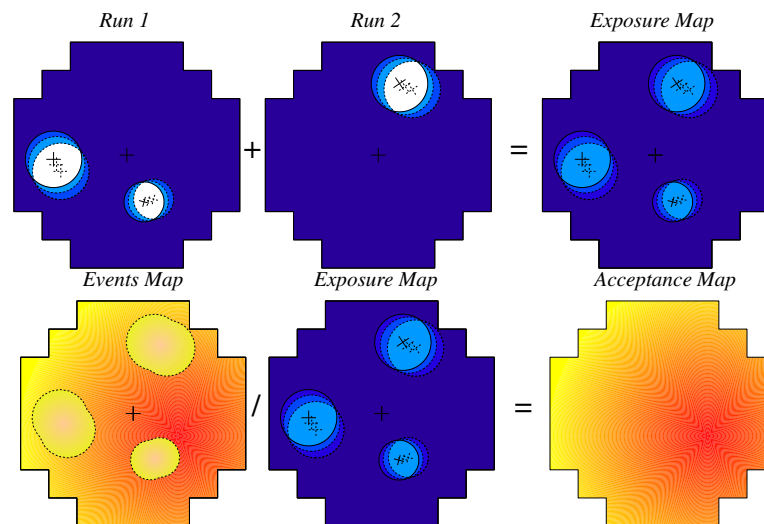 Run 1
Run 2
Exposure Map
+
=
Events Map
Exposure Map
Acceptance Map
/
=